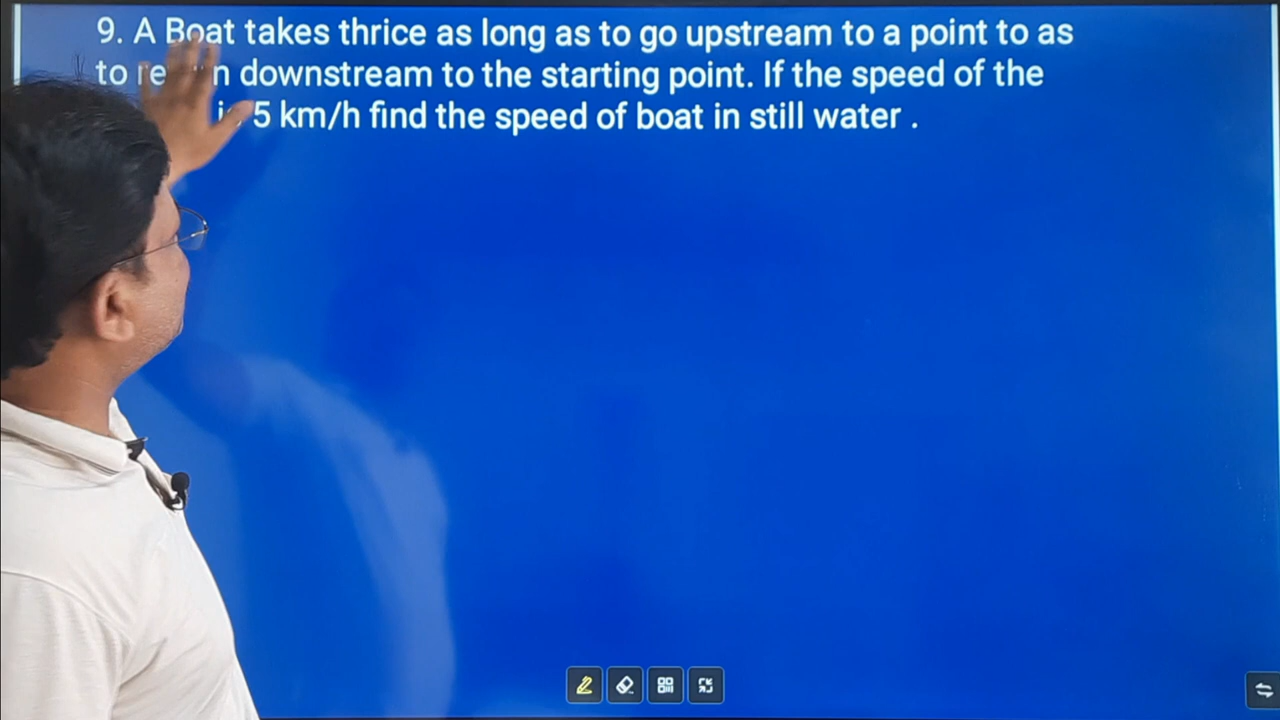 9. A Boat takes thrice as long as to go upstream to a point to as
to downstream to the starting point. If the speed of the
5 km/h find the speed of boat in still water .